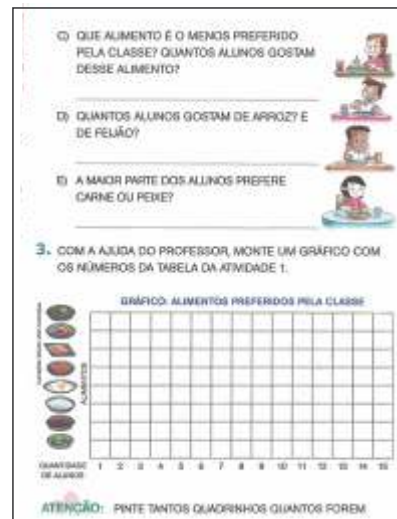 C) QUE ALIMENTO É O MENOS PREFERIDO
PELA CLASSE? QUANTOS ALUNOS GOSTAM
DESSE ALIMENTO?
D) QUANTOS ALUNOS GOSTAM DE ARROZ? E
DE FEIJÃO?
E) A MAIOR PARTE DOS ALUNOS PREFERE
CARNE OU PEIXE?
3. COM A AJUDA DO PROFESSOR, MONTE UM GRÁFICO COM
OS NÚMEROS DA TABELA DA ATIVIDADE 1.
GRÁFICO: ALIMENTOS PREFERIDOS PELA CLASSE
ALIMENTOS
QUANTIDADE
DE ALUNOS
1 2 3 4 5 6 7 8 9 10 11 12 13 14 15
ATENÇÃO: PINTE TANTOS QUADRINHOS QUANTOS FOREM